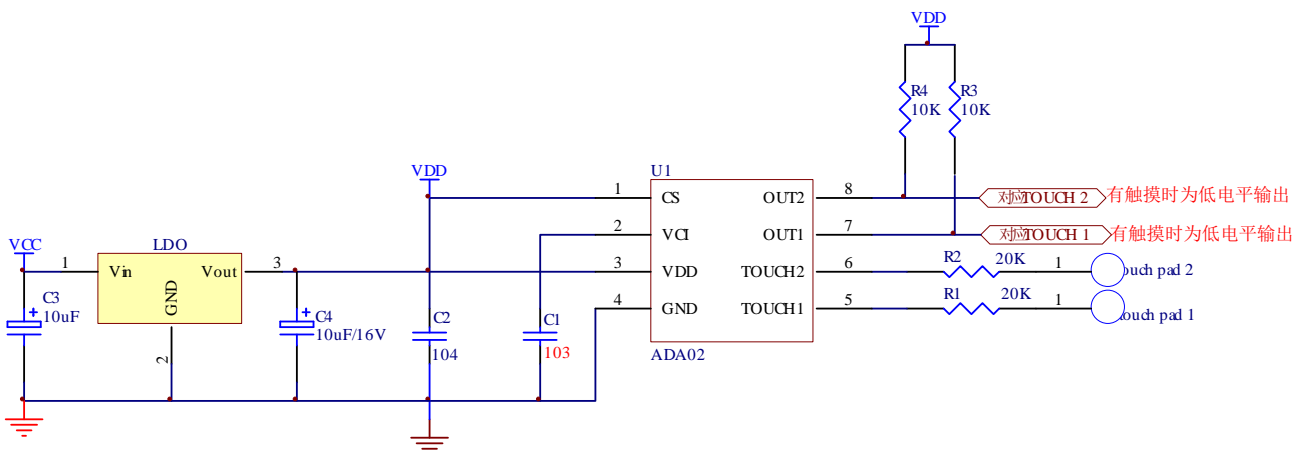 VDD
R4
10K
R3
10K
U1
VDD
1
CS
OUT2
8
对应TOUCH 2
有触摸时为低电平输出
2
VCI
OUT1
7
对应TOUCH 1
有触摸时为低电平输出
VCC
LDO
1
Vin
Vout
3
GND
2
3
VDD
TOUCH2
6
R2
20K
1
ouch pad 2
4
GND
TOUCH1
5
R1
20K
1
touch pad 1
C3
10uF
C4
10uF/16V
C2
104
C1
103
ADA02